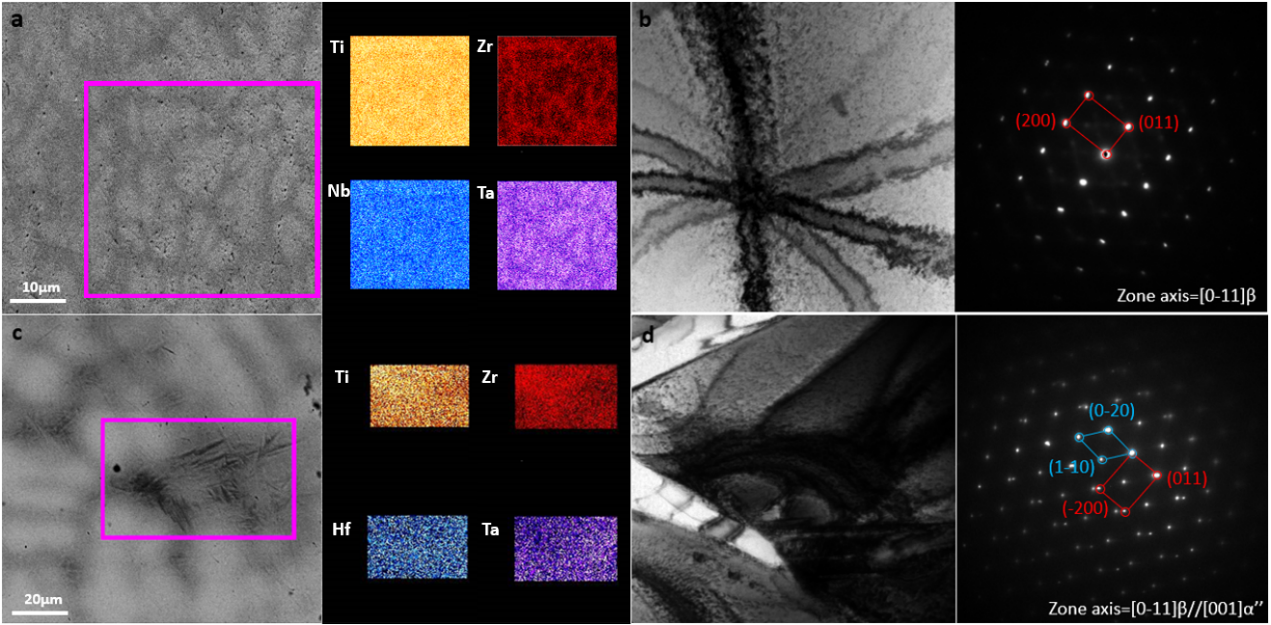 a
Ti
Zr
Nb
Ta
10μm
b
(200)
(011)
Zone axis=[0-11]β
c
Ti
Zr
Hf
Ta
20μm
d
(0-20)
(1-10)
(011)
(-200)
Zone axis=[0-11]β//[001]α’’